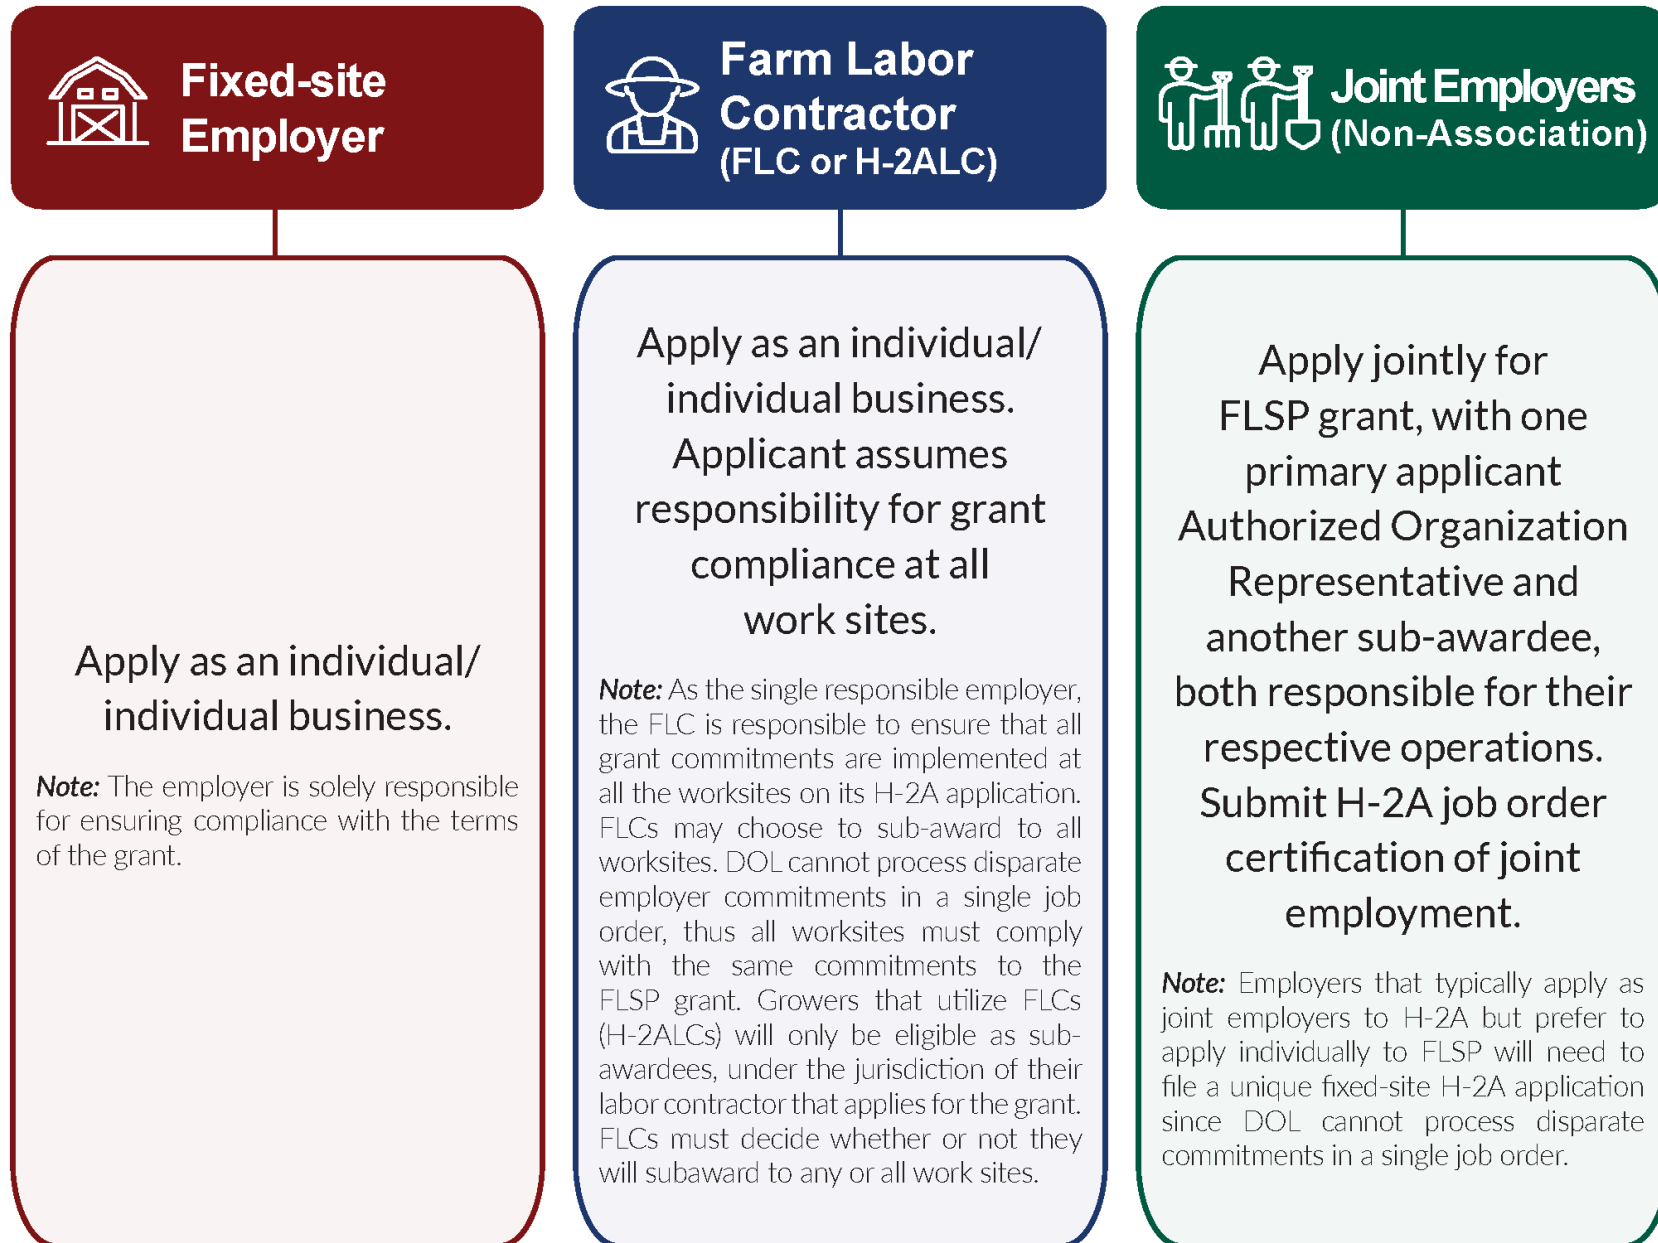 Fixed-site
Employer
Apply as an individual/
individual business.
Note: The employer is solely responsible
for ensuring compliance with the terms
of the grant.
Farm Labor
Contractor
(FLC or H-2ALC)
Apply as an individual/
individual business.
Applicant assumes
responsibility for grant
compliance at all
work sites.
Note: As the single responsible employer,
the FLC is responsible to ensure that all
grant commitments are implemented at
all the worksites on its H-2A application.
FLCs may choose to sub-award to all
worksites. DOL cannot process disparate
employer commitments in a single job
order, thus all worksites must comply
with the same commitments to the
FLSP grant. Growers that utilize FLCs
(H-2ALCs) will only be eligible as sub-
awardees, under the jurisdiction of their
labor contractor that applies for the grant.
FLCs must decide whether or not they
will subaward to any or all work sites.
Joint Employers
(Non-Association)
Apply jointly for
FLSP grant, with one
primary applicant
Authorized Organization
Representative and
another sub-awardee,
both responsible for their
respective operations.
Submit H-2A job order
certification of joint
employment.
Note: Employers that typically apply as
joint employers to H-2A but prefer to
apply individually to FLSP will need to
file a unique fixed-site H-2A application
since DOL cannot process disparate
commitments in a single job order.